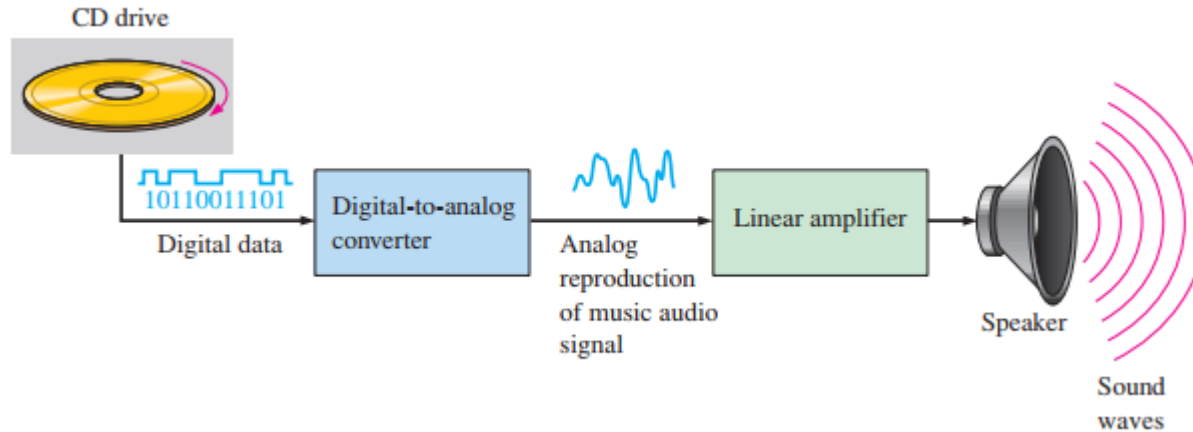 CD drive
10110011101
Digital data
Digital-to-analog
converter
Analog
reproduction
of music audio
signal
Linear amplifier
Speaker
Sound
waves